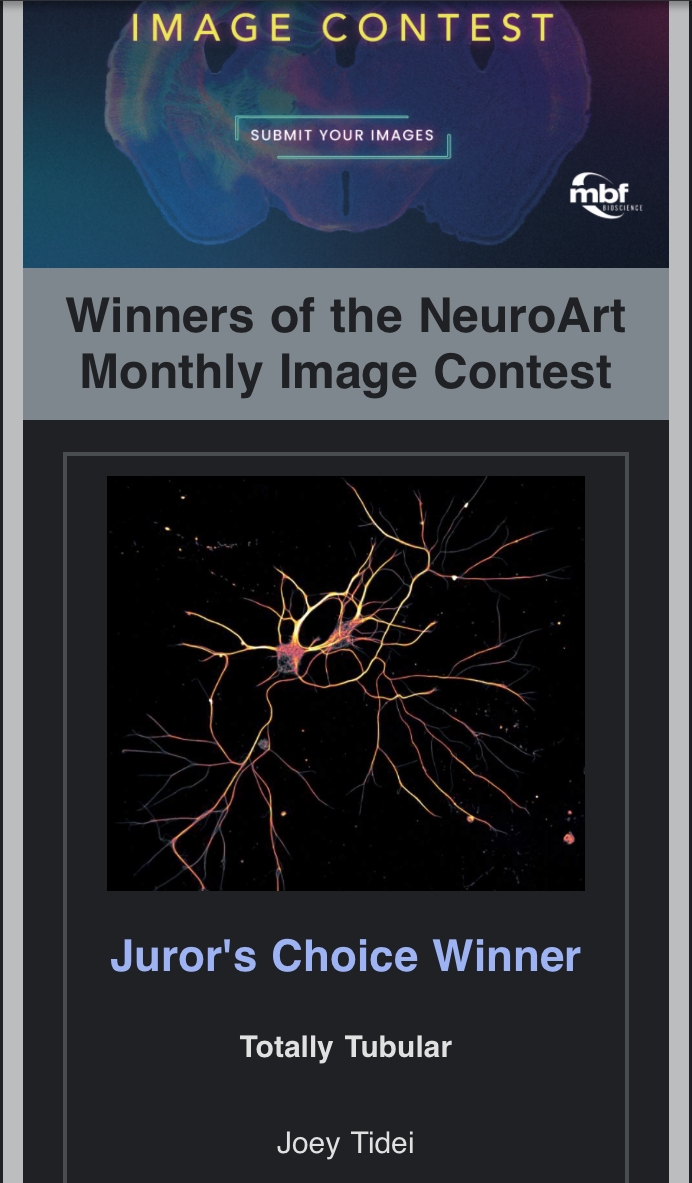 IMAGE CONTEST
SUBMIT YOUR IMAGES
mbf
BIOSCIENCE
Winners of the NeuroArt
Monthly Image Contest
Juror's Choice Winner
Totally Tubular
Joey Tidei